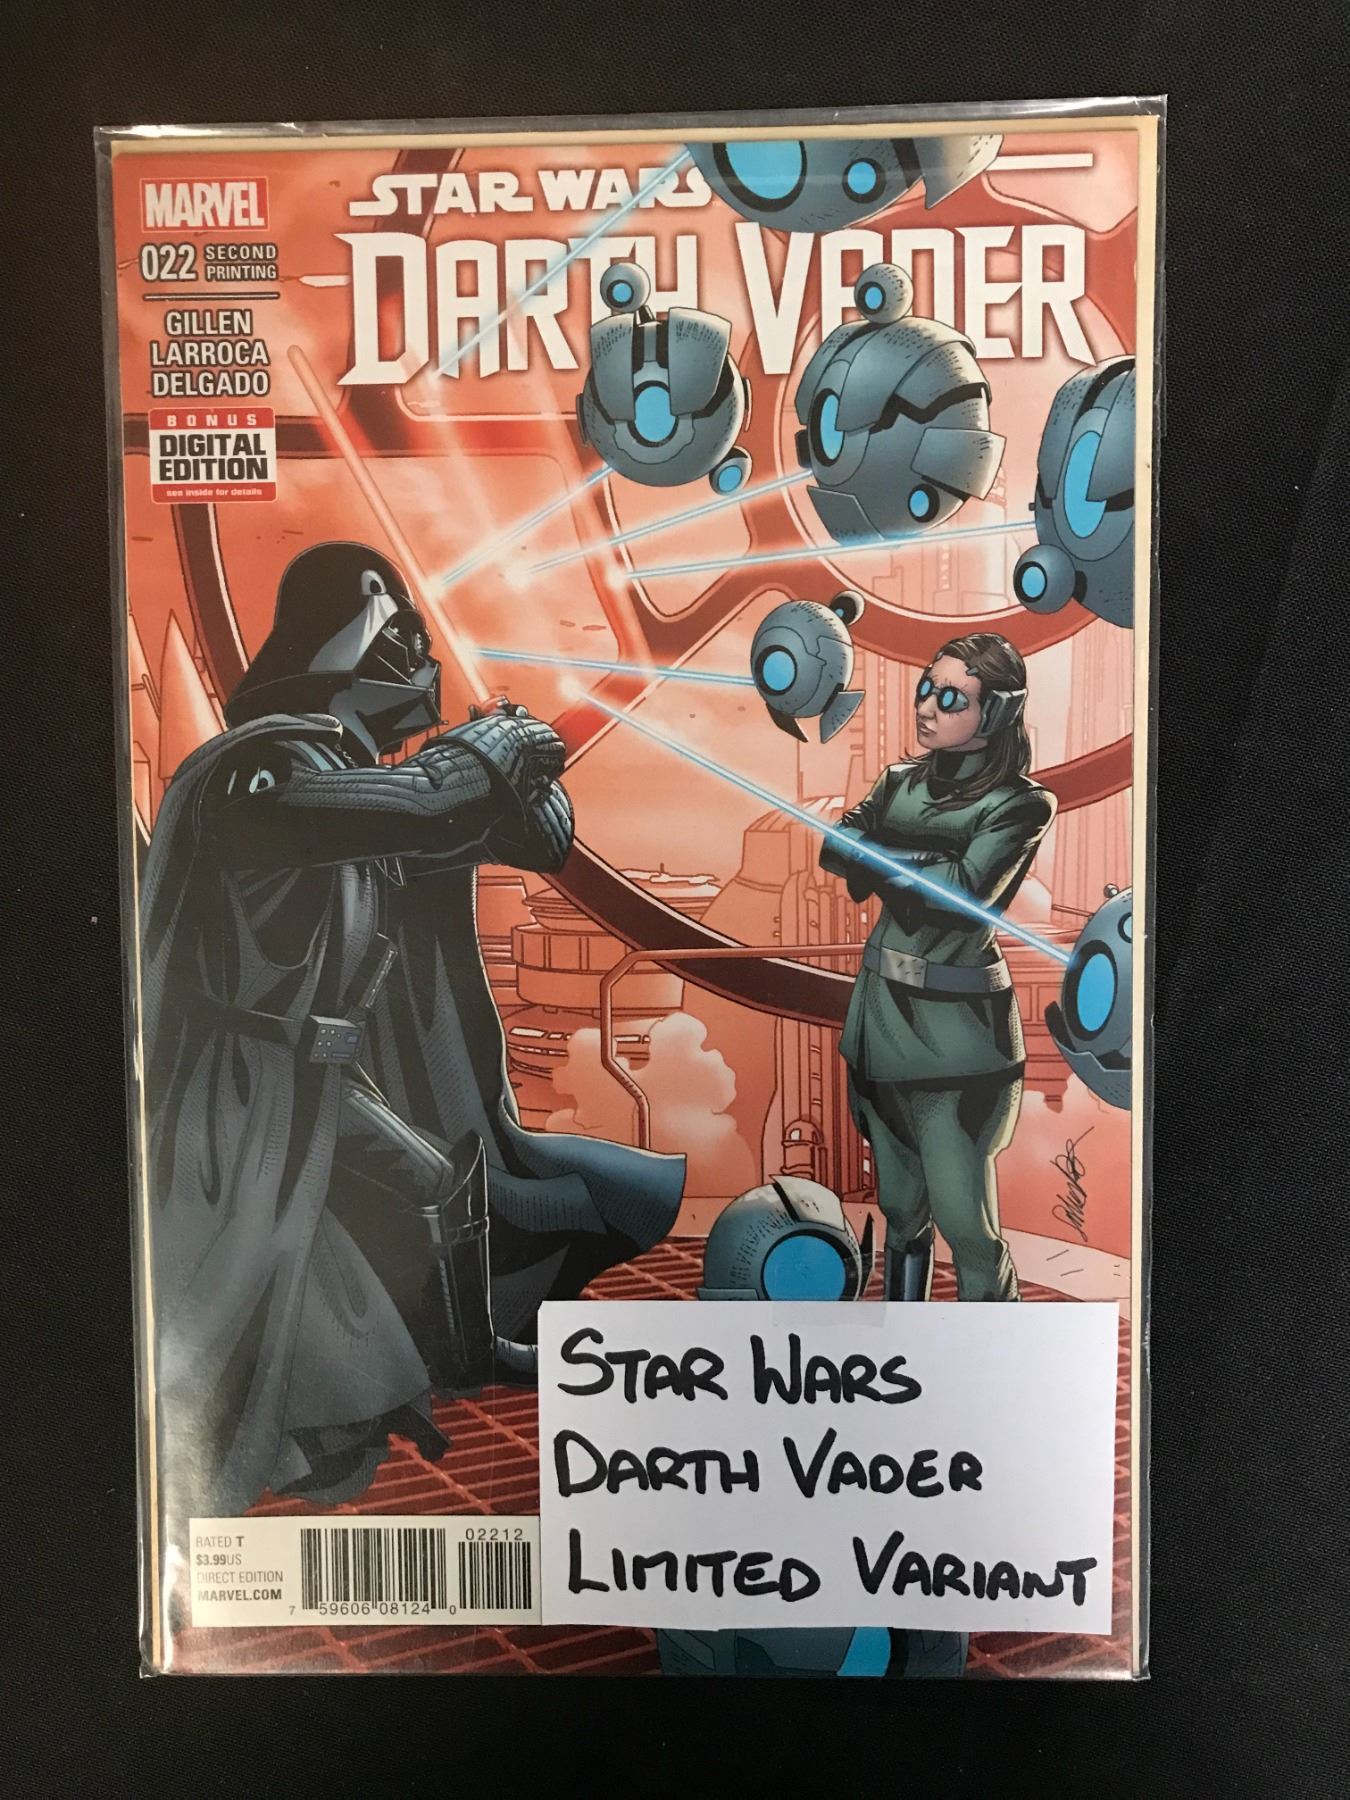 MARVEL
022 SECOND PRINTING
GILLEN
LARROCA
DELGADO
BONUS
DIGITAL
EDITION
see inside for details
STAR WARS
DARTH VADER
STAR WARS
DARTH VADER
LIMITED VARIANT
RATED T
$3.99US
DIRECT EDITION
MARVEL.COM
02212
7 59606 08124 0